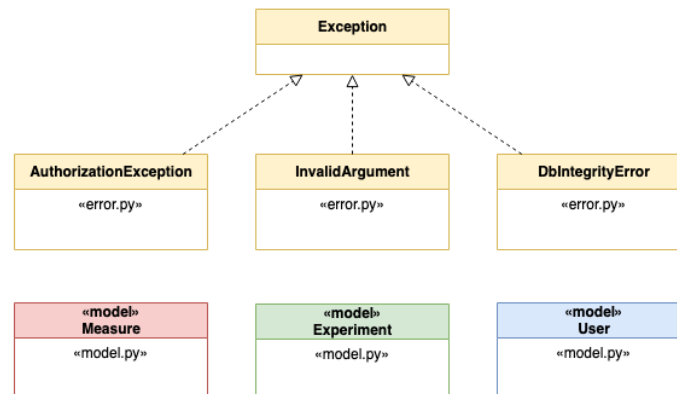 Exception
AuthorizationException
InvalidArgument
DbIntegrityError
«error.py»
«error.py»
«error.py»
«model»
Measure
«model»
Experiment
«model»
User
«model.py»
«model.py»
«model.py»